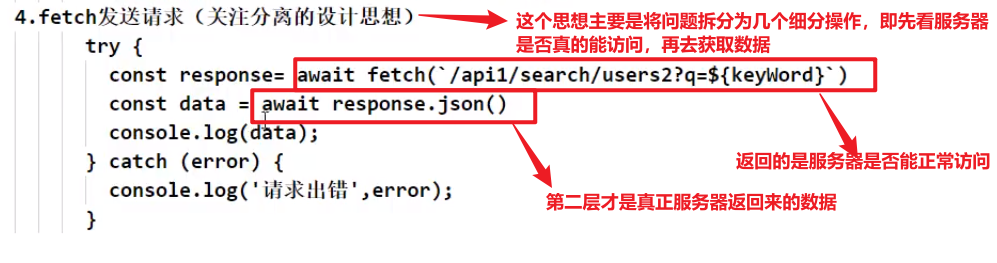 4.fetch发送请求（关注分离的设计思想）
这个思想主要是将问题拆分为几个细分操作，即先看服务器
是否真的能访问，再去获取数据
try {
const response= await fetch(`/api1/search/users2?q=${keyWord}`)
const data = await response.json()
console.log(data);
返回的是服务器是否能正常访问
} catch (error) {
console.log('请求出错',error);
第二层才是真正服务器返回来的数据
}